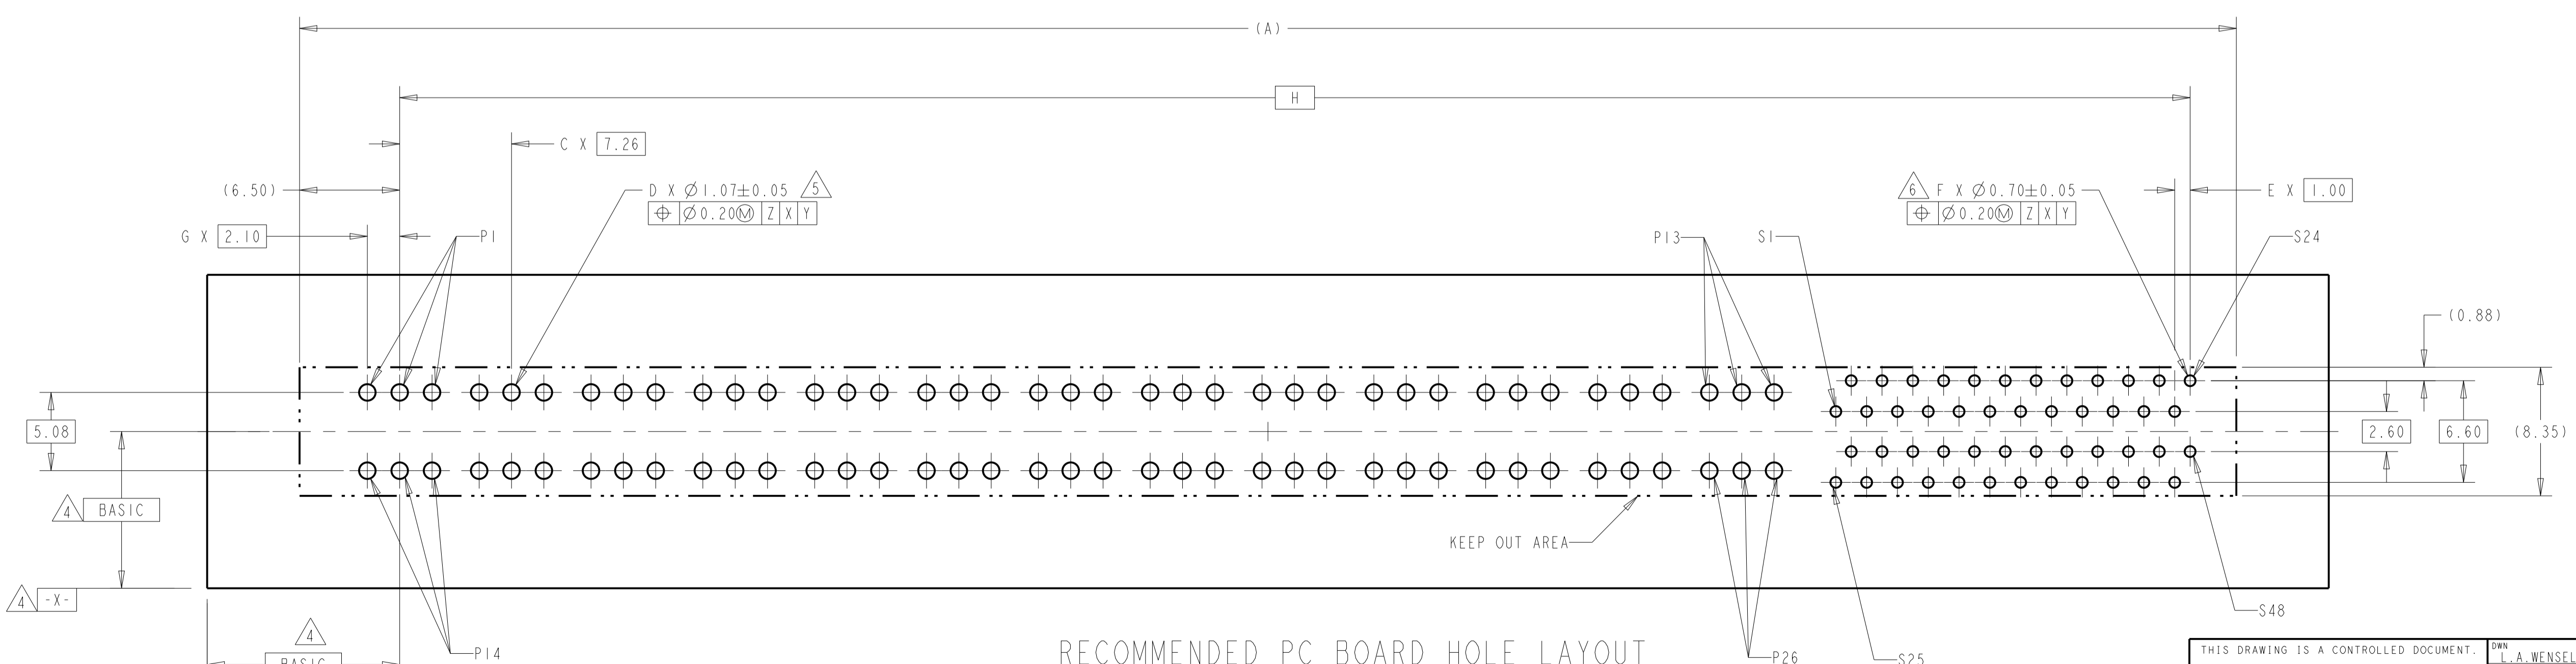 (A)
H
C X 7.26
(6.50)
D X Ø1.07±0.05 5
⌖ Ø0.20Ⓜ Z X Y
6 F X Ø0.70±0.05
⌖ Ø0.20Ⓜ Z X Y
E X 1.00
G X 2.10
P1
P13
S1
S24
(0.88)
5.08
2.60
6.60
(8.35)
4 BASIC
KEEP OUT AREA
4 -X-
S48
4
BASIC
P14
RECOMMENDED PC BOARD HOLE LAYOUT
P26
S25
THIS DRAWING IS A CONTROLLED DOCUMENT.
DWN
L.A.WENSEL